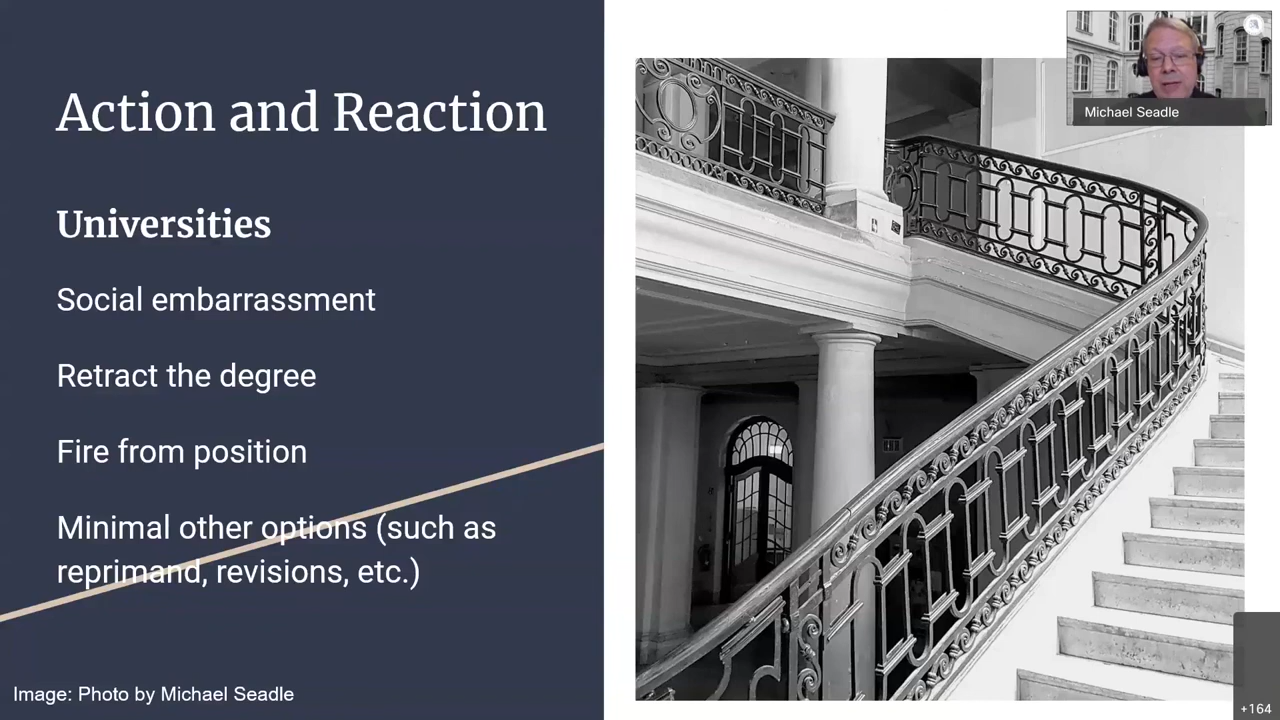 Action and Reaction
Universities
Social embarrassment
Retract the degree
Fire from position
Minimal other options (such as
reprimand, revisions, etc.)
Image: Photo by Michael Seadle
Michael Seadle
+164